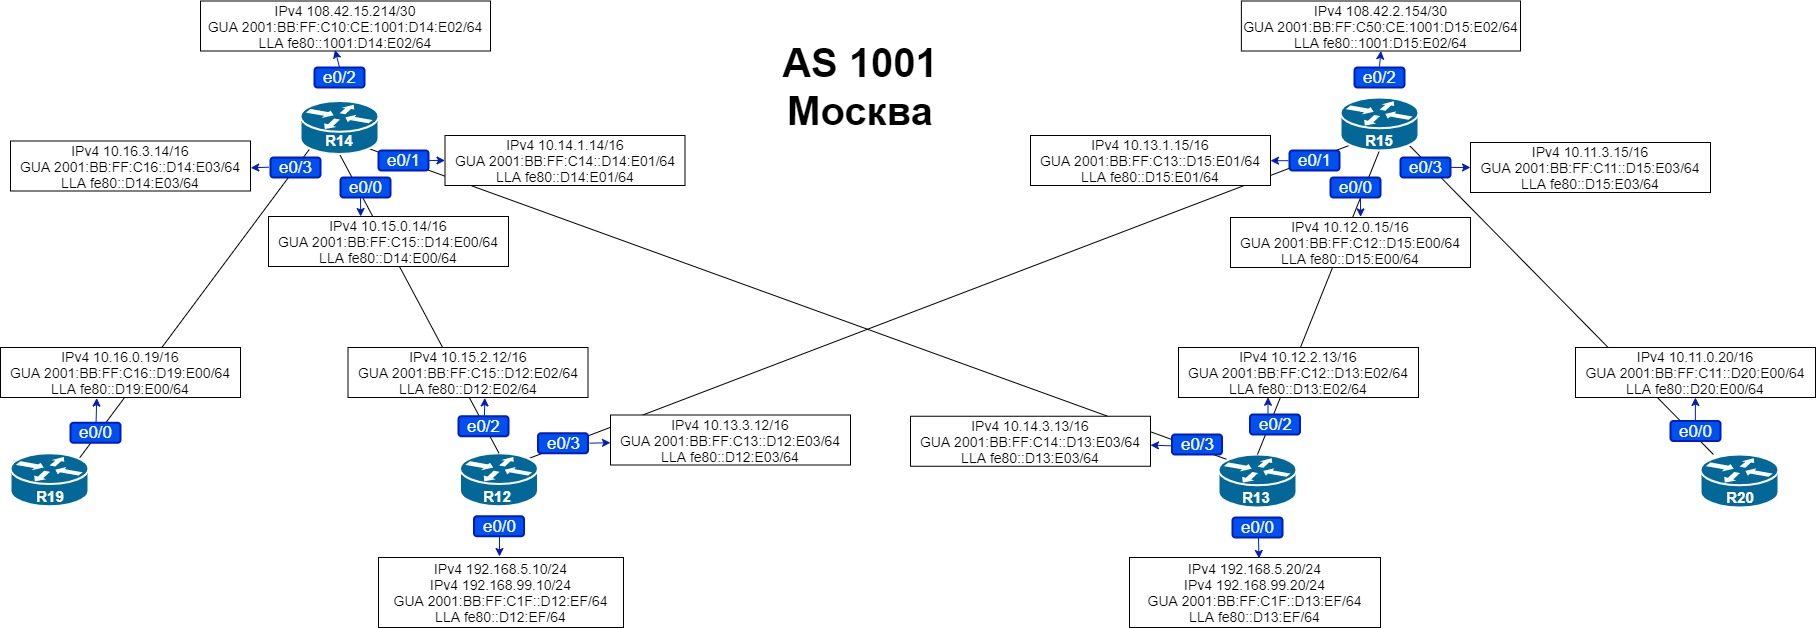 IPv4 108.42.15.214/30
GUA 2001:BB:FF:C10:CE:1001:D14:E02/64
LLA fe80::1001:D14:E02/64
e0/2
R14
AS 1001
Москва
IPv4 108.42.2.154/30
GUA 2001:BB:FF:C50:CE:1001:D15:E02/64
LLA fe80::1001:D15:E02/64
e0/2
R15
IPv4 10.16.3.14/16
GUA 2001:BB:FF:C16::D14:E03/64
LLA fe80::D14:E03/64
e0/3
e0/1
IPv4 10.14.1.14/16
GUA 2001:BB:FF:C14::D14:E01/64
LLA fe80::D14:E01/64
e0/0
IPv4 10.15.0.14/16
GUA 2001:BB:FF:C15::D14:E00/64
LLA fe80::D14:E00/64
IPv4 10.13.1.15/16
GUA 2001:BB:FF:C13::D15:E01/64
LLA fe80::D15:E01/64
e0/1
e0/3
IPv4 10.11.3.15/16
GUA 2001:BB:FF:C11::D15:E03/64
LLA fe80::D15:E03/64
e0/0
IPv4 10.12.0.15/16
GUA 2001:BB:FF:C12::D15:E00/64
LLA fe80::D15:E00/64
IPv4 10.16.0.19/16
GUA 2001:BB:FF:C16::D19:E00/64
LLA fe80::D19:E00/64
e0/0
R19
IPv4 10.15.2.12/16
GUA 2001:BB:FF:C15::D12:E02/64
LLA fe80::D12:E02/64
e0/2
e0/3
IPv4 10.13.3.12/16
GUA 2001:BB:FF:C13::D12:E03/64
LLA fe80::D12:E03/64
R12
e0/0
IPv4 192.168.5.10/24
IPv4 192.168.99.10/24
GUA 2001:BB:FF:C1F::D12:EF/64
LLA fe80::D12:EF/64
IPv4 10.12.2.13/16
GUA 2001:BB:FF:C12::D13:E02/64
LLA fe80::D13:E02/64
e0/2
IPv4 10.14.3.13/16
GUA 2001:BB:FF:C14::D13:E03/64
LLA fe80::D13:E03/64
e0/3
R13
e0/0
IPv4 192.168.5.20/24
IPv4 192.168.99.20/24
GUA 2001:BB:FF:C1F::D13:EF/64
LLA fe80::D13:EF/64
IPv4 10.11.0.20/16
GUA 2001:BB:FF:C11::D20:E00/64
LLA fe80::D20:E00/64
e0/0
R20